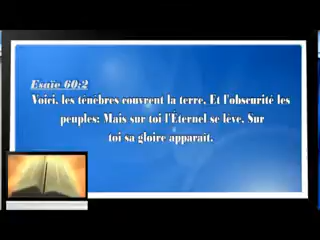 Esaïe 60:2
Voici, les ténèbres couvrent la terre, Et l'obscurité les
peuples; Mais sur toi l'Éternel se lève, Sur
toi sa gloire apparaît.